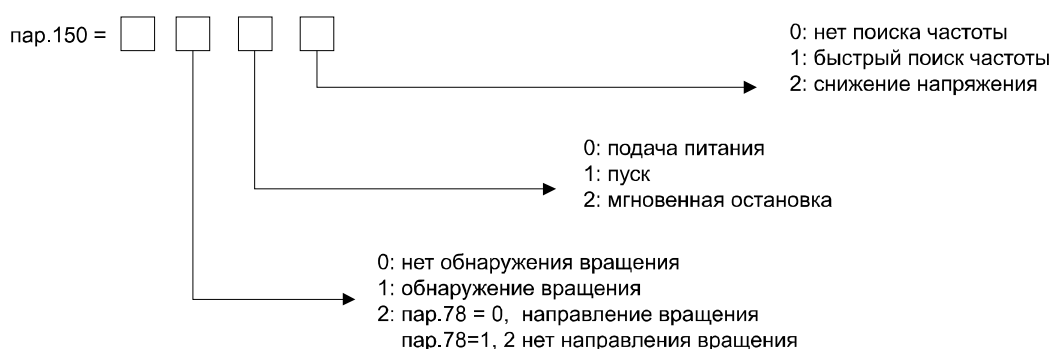 пар.150 =
0: нет поиска частоты
1: быстрый поиск частоты
2: снижение напряжения
0: подача питания
1: пуск
2: мгновенная остановка
0: нет обнаружения вращения
1: обнаружение вращения
2: пар.78 = 0, направление вращения
пар.78=1, 2 нет направления вращения